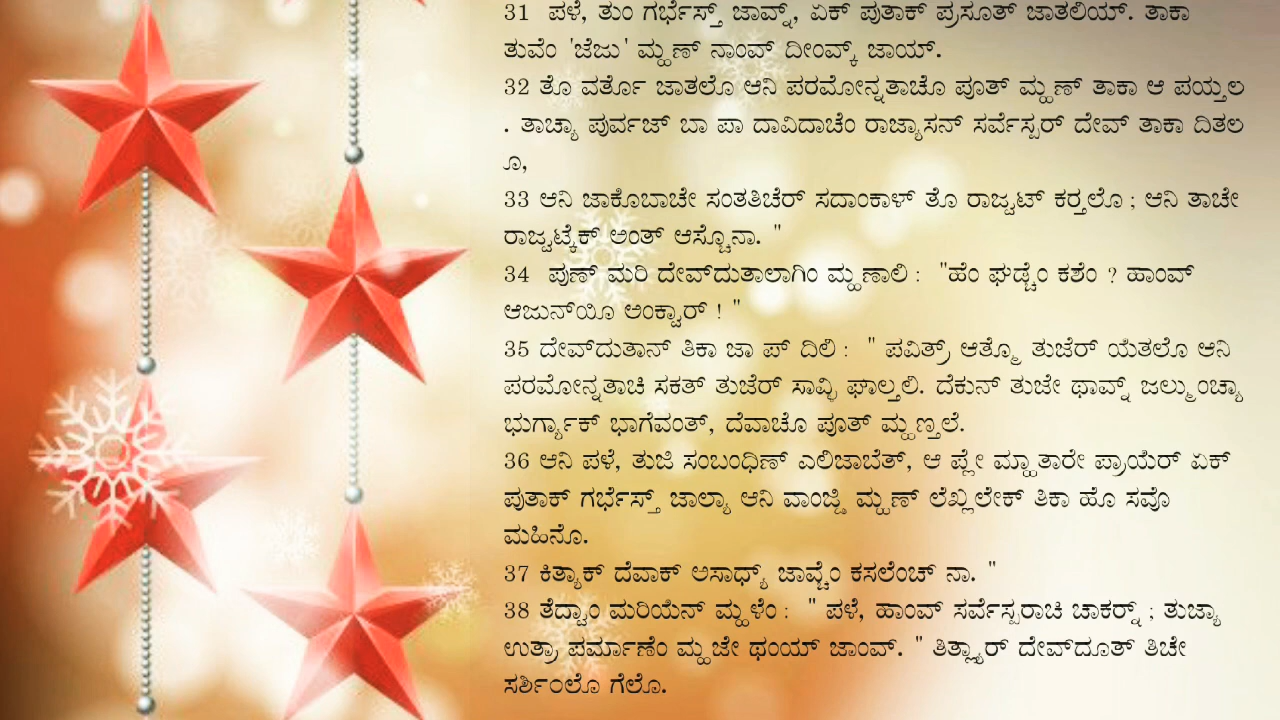 31 ಪಳೆ, ತುಂ ಗರ್ಭೆಸ್ತ್ ಜಾವ್ನ್, ಏಕ್ ಪುತಾಕ್ ಪ್ರಸೂತ್ ಜಾತಲಿಯ್. ತಾಕಾ
ತುವೆಂ 'ಜೆಜು' ಮ್ಹಣ್ ನಾಂವ್ ದೀಂವ್ಕ್ ಜಾಯ್.
32 ತೊ ವರ್ತೊ ಜಾತಲೊ ಆನಿ ಪರಮೋನ್ನತಾಚೊ ಪೂತ್ ಮ್ಹಣ್ ತಾಕಾ ಆ ಪಯ್ತಲ
. ತಾಚ್ಯಾ ಪುರ್ವಜ್ ಬಾ ಪಾ ದಾವಿದಾಚೆಂ ರಾಜ್ಯಾಸನ್ ಸರ್ವೆಸ್ಪರ್ ದೇವ್ ತಾಕಾ ದಿತಲ
ೊ,
33 ಆನಿ ಜಾಕೊಬಾಚೇ ಸಂತತಿಚೆರ್ ಸದಾಂಕಾಳ್ ತೊ ರಾಜ್ವಟ್ ಕರ‍್ತಲೊ ; ಆನಿ ತಾಚೇ
ರಾಜ್ವಟ್ಕೆಕ್ ಅಂತ್ ಆಸ್ಚೊನಾ. "
34 ಪುಣ್ ಮರಿ ದೇವ್‌ದುತಾಲಾಗಿಂ ಮ್ಹಣಾಲಿ : "ಹೆಂ ಘಡ್ಚೆಂ ಕಶೆಂ ? ಹಾಂವ್
ಆಜುನ್‌ಯೀ ಅಂಕ್ವಾರ್ ! "
35 ದೇವ್‌ದುತಾನ್ ತಿಕಾ ಜಾ ಪ್ ದಿಲಿ : " ಪವಿತ್ರ್ ಆತ್ಮೊ ತುಜೆರ್ ಯೆತಲೊ ಆನಿ
ಪರಮೋನ್ನತಾಚಿ ಸಕತ್ ತುಜೆರ್ ಸಾವ್ಳಿ ಘಾಲ್ತಲಿ. ದೆಕುನ್ ತುಜೇ ಥಾವ್ನ್ ಜಲ್ಮುಂಚ್ಯಾ
ಭುರ್ಗ್ಯಾಕ್ ಭಾಗೆವಂತ್, ದೆವಾಚೊ ಪೂತ್ ಮ್ಹಣ್ತಲೆ.
36 ಆನಿ ಪಳೆ, ತುಜಿ ಸಂಬಂಧಿಣ್ ಎಲಿಜಾಬೆತ್, ಆ ಪ್ಲೇ ಮ್ಹಾತಾರೇ ಪ್ರಾಯೆರ್ ಏಕ್
ಪುತಾಕ್ ಗರ್ಭೆಸ್ತ್ ಜಾಲ್ಯಾ ಆನಿ ವಾಂಜ್ಡಿ ಮ್ಹಣ್ ಲೆಖ್ಲಿಲೇಕ್ ತಿಕಾ ಹೊ ಸವೊ
ಮಹಿನೊ.
37 ಕಿತ್ಯಾಕ್ ದೆವಾಕ್ ಅಸಾಧ್ಯ್ ಜಾವ್ಚೆಂ ಕಸಲೆಂಚ್ ನಾ. "
38 ತೆದ್ವಾಂ ಮರಿಯೆನ್ ಮ್ಹಳೆಂ : " ಪಳೆ, ಹಾಂವ್ ಸರ್ವೆಸ್ಪರಾಚಿ ಚಾಕರ‍್ನ್ ; ತುಜ್ಯಾ
ಉತ್ರಾ ಪರ್ಮಾಣೆಂ ಮ್ಹಜೇ ಥಂಯ್ ಜಾಂವ್. " ತಿತ್ಲ್ಯಾರ್ ದೇವ್‌ದೂತ್ ತಿಚೇ
ಸರ್ಶಿಂಲೊ ಗೆಲೊ.